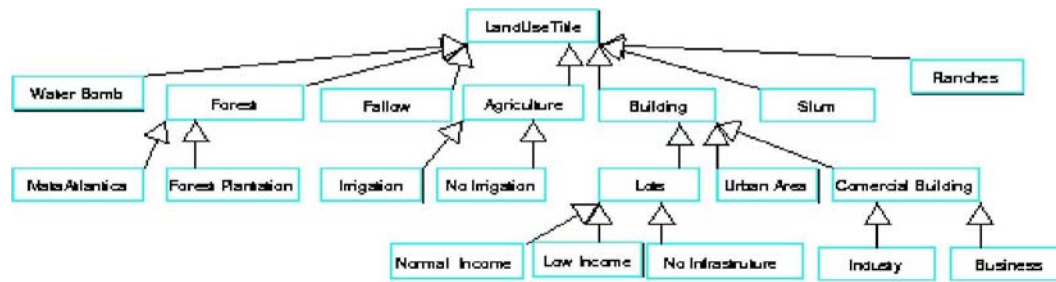 LandUseTitle
Water Bomb
Forest
Fallow
Agriculture
Building
Slum
Ranches
MataAtlantica
Forest Plantation
Irrigation
No Irrigation
Lots
Urban Area
Comercial Building
Normal Income
Low Income
No Infrastruture
Industy
Business